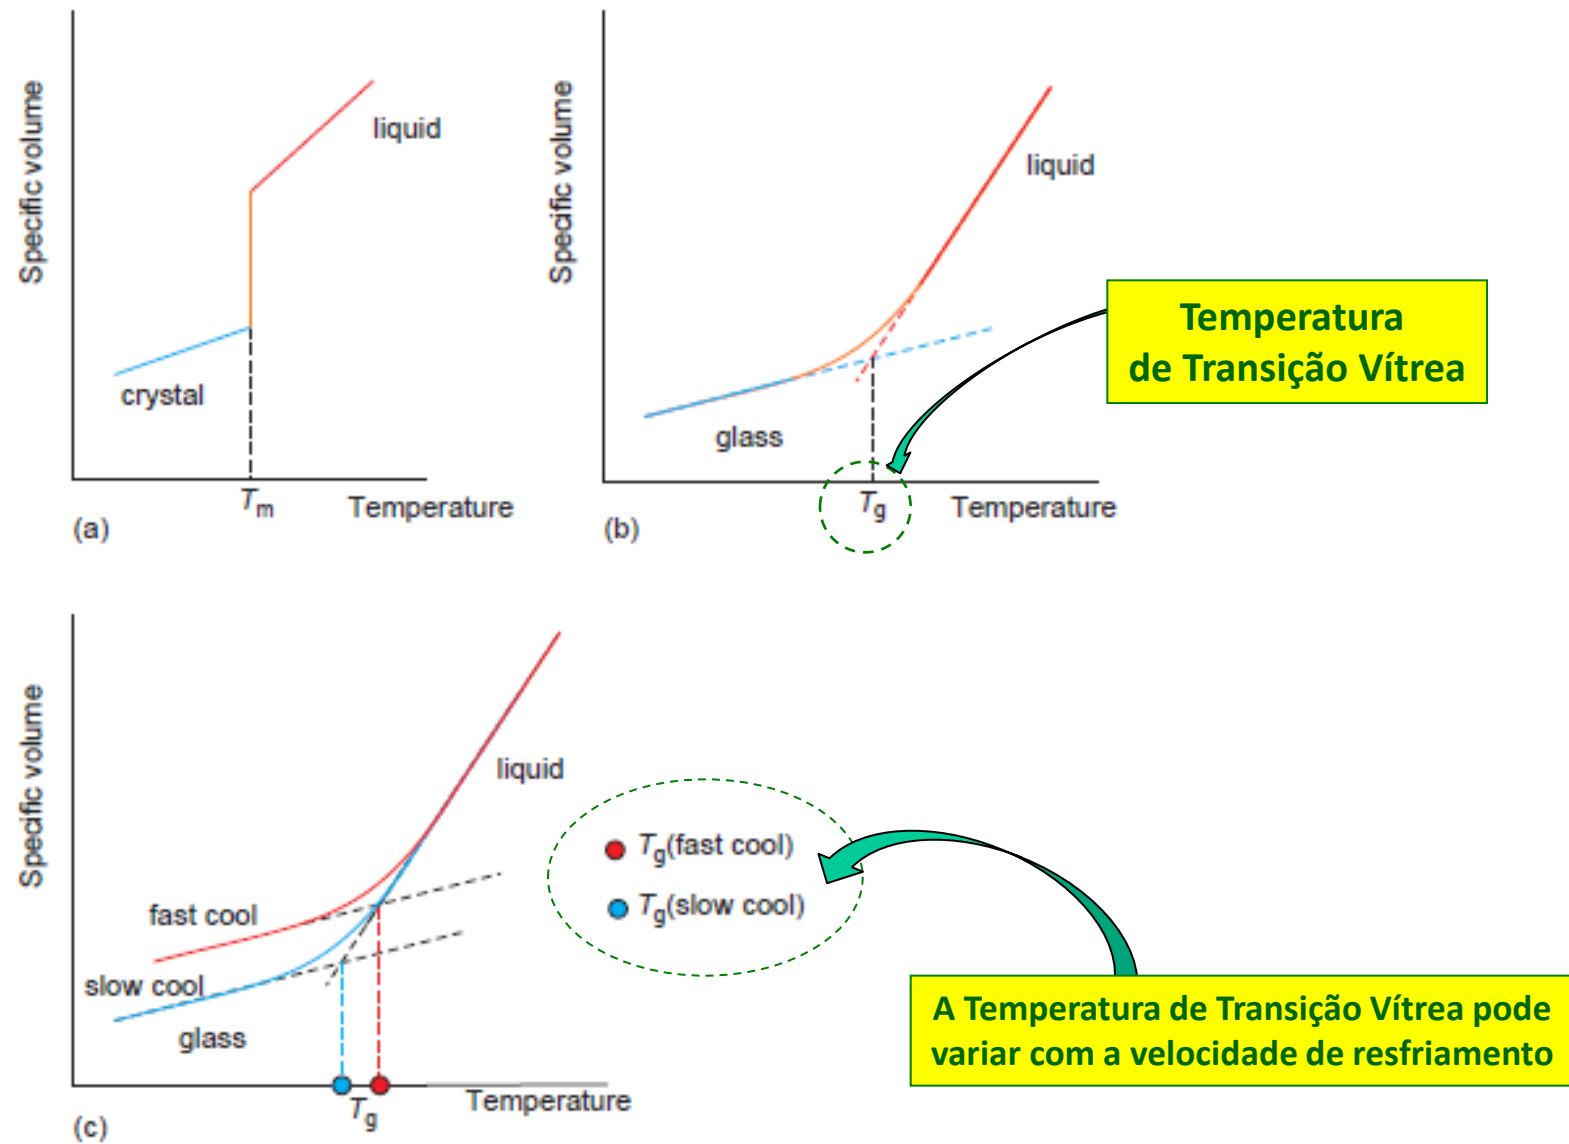 Specific volume
liquid
crystal
Tm
Temperature
(a)
Specific volume
liquid
glass
Tg
Temperature
(b)
Temperatura
de Transição Vítrea
Specific volume
liquid
fast cool
slow cool
glass
Tg
Temperature
(c)
Tg(fast cool)
Tg(slow cool)
A Temperatura de Transição Vítrea pode
variar com a velocidade de resfriamento